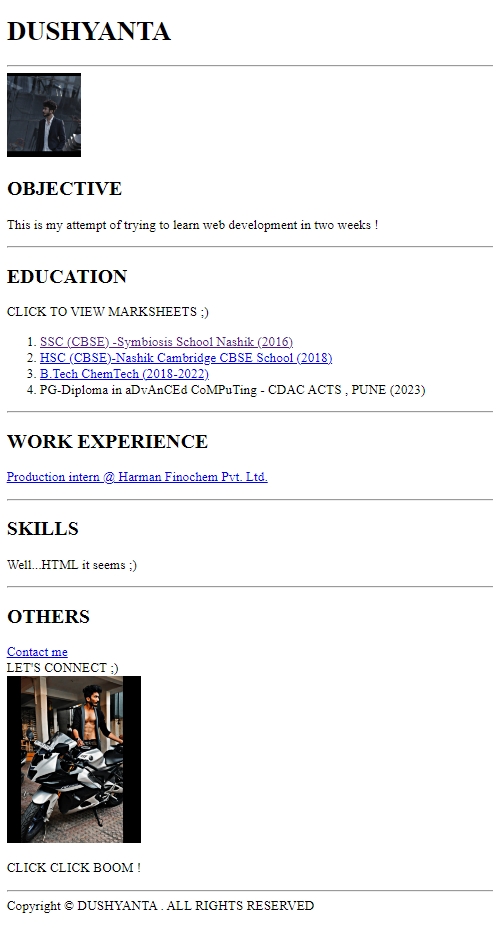 DUSHYANTA
OBJECTIVE
This is my attempt of trying to learn web development in two weeks !
EDUCATION
CLICK TO VIEW MARKSHEETS ;)
1. SSC (CBSE) -Symbiosis School Nashik (2016)
2. HSC (CBSE)-Nashik Cambridge CBSE School (2018)
3. B.Tech ChemTech (2018-2022)
4. PG-Diploma in aDvAnCEd CoMPuTing - CDAC ACTS , PUNE (2023)
WORK EXPERIENCE
Production intern @ Harman Finochem Pvt. Ltd.
SKILLS
Well...HTML it seems ;)
OTHERS
Contact me
LET'S CONNECT ;)
CLICK CLICK BOOM !
Copyright © DUSHYANTA . ALL RIGHTS RESERVED